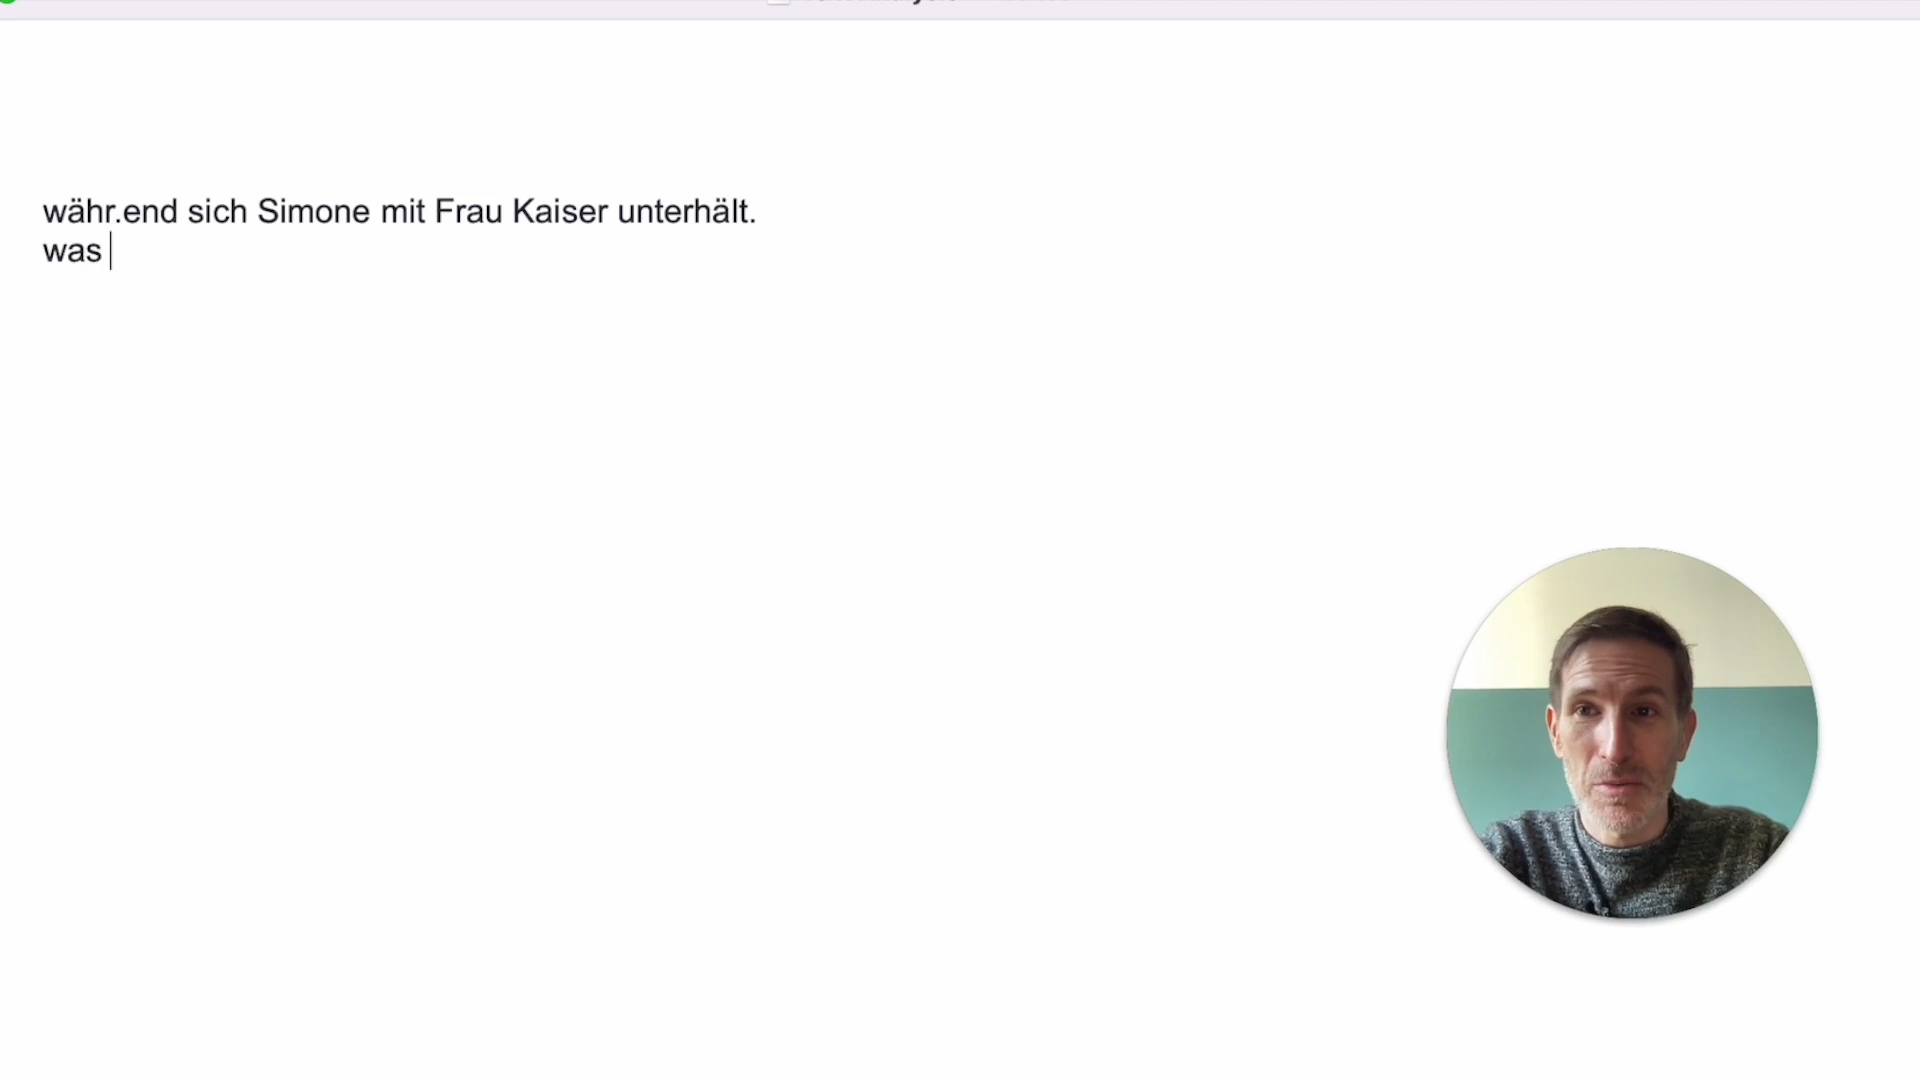 währ.end sich Simone mit Frau Kaiser unterhält.
was